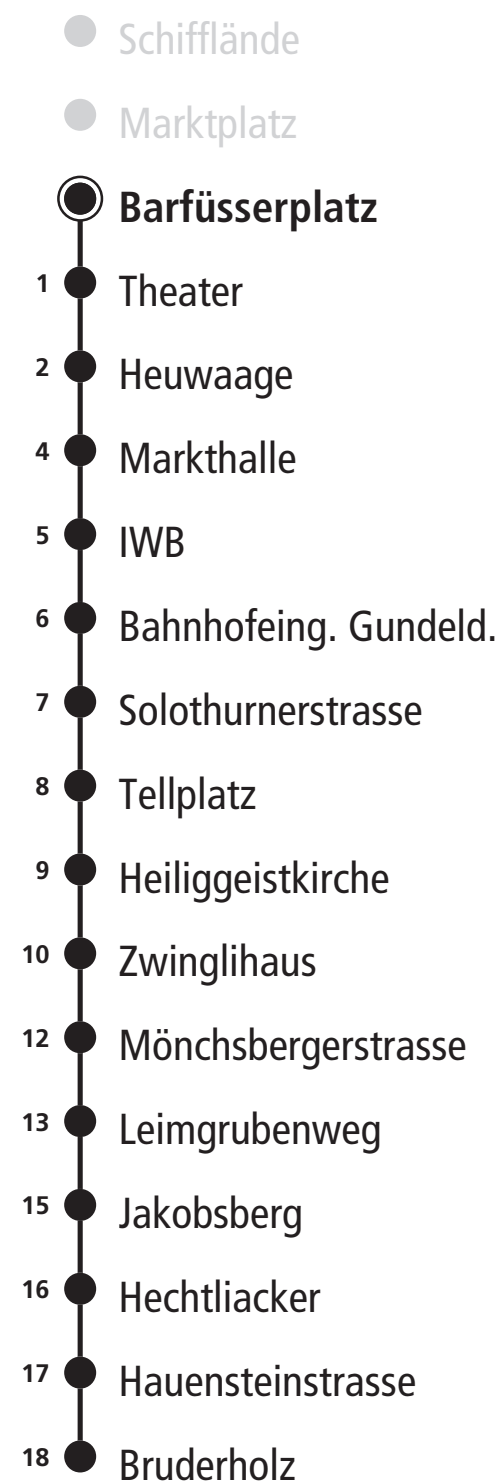 Schifflände
Marktplatz
Barfüsserplatz
1 Theater
2 Heuwaage
4 Markthalle
5 IWB
6 Bahnhofeing. Gundeld.
7 Solothurnerstrasse
8 Tellplatz
9 Heiliggeistkirche
10 Zwinglihaus
12 Mönchsbergerstrasse
13 Leimgrubenweg
15 Jakobsberg
16 Hechtliacker
17 Hauensteinstrasse
18 Bruderholz